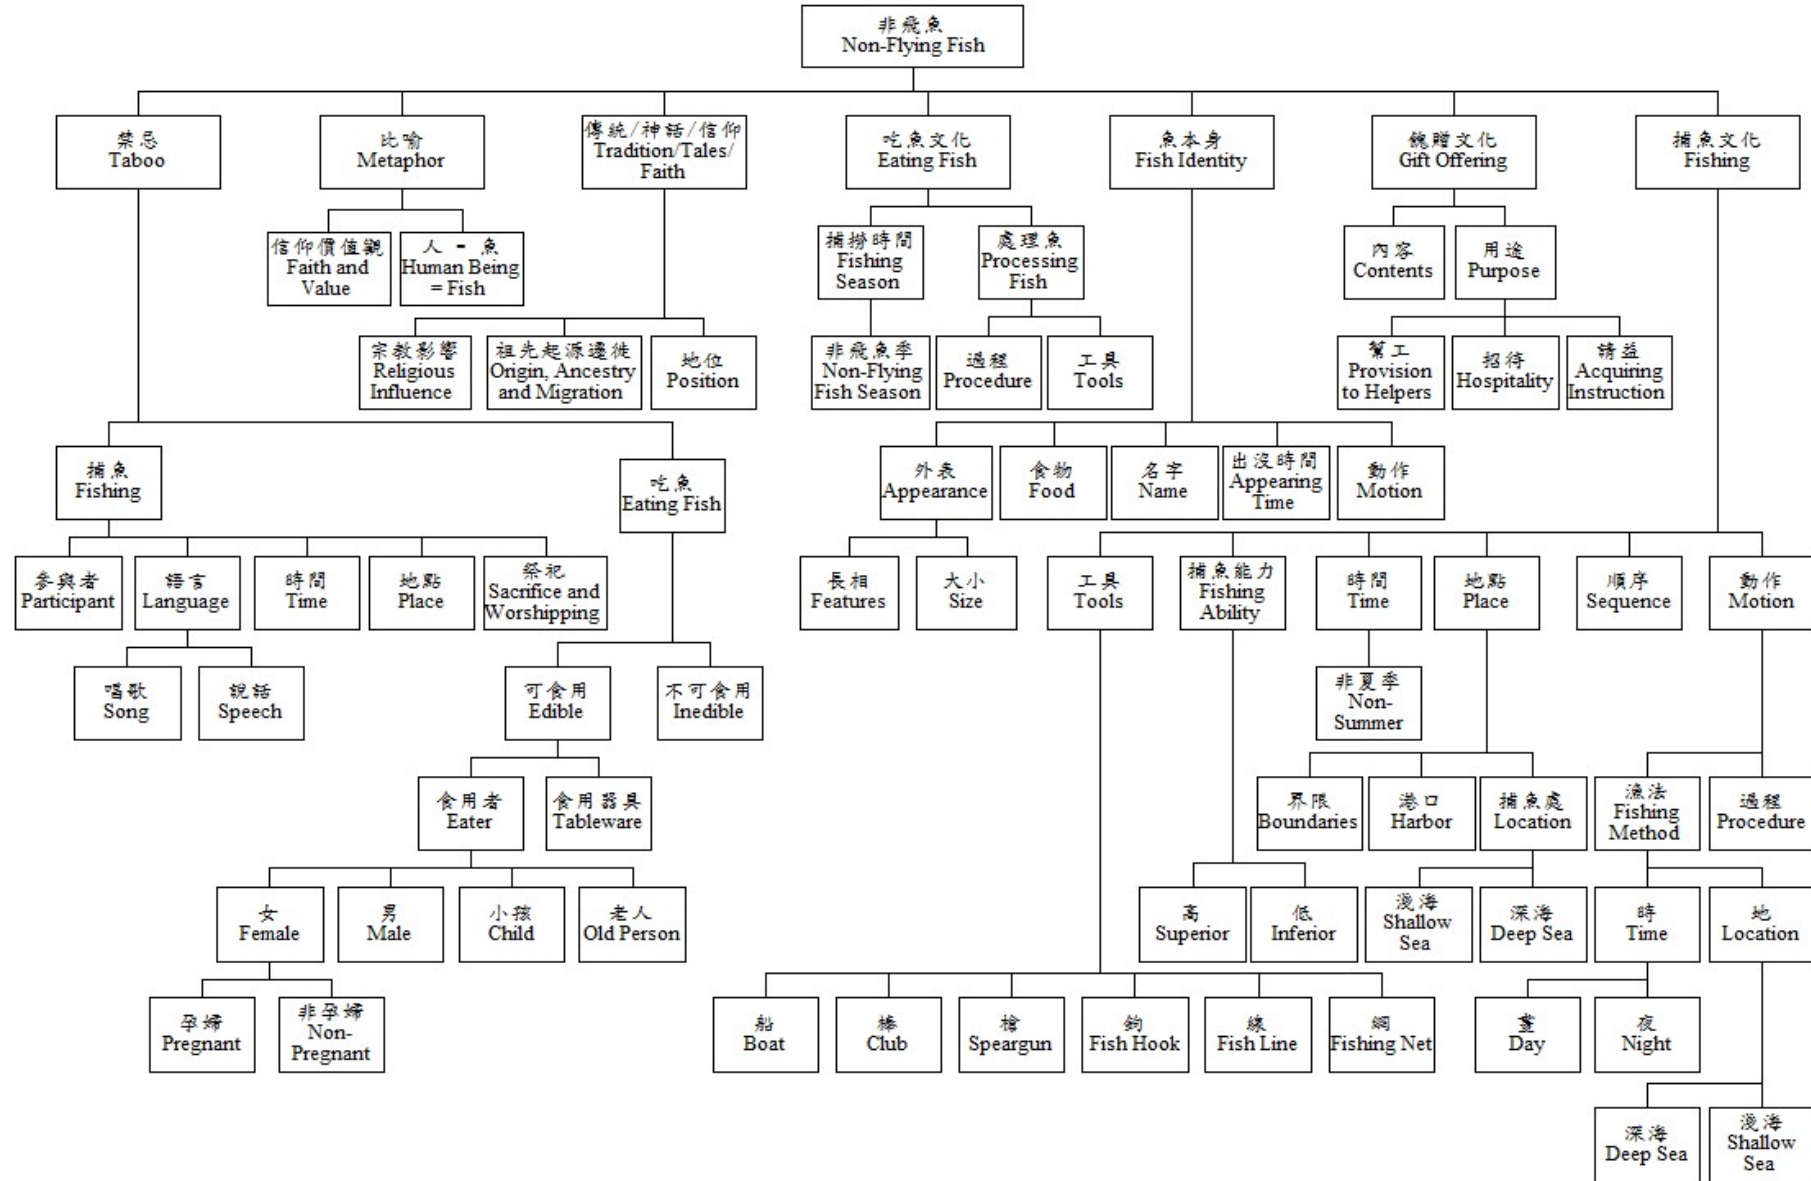 非飛魚
Non-Flying Fish
禁忌
Taboo
比喻
Metaphor
傳統/神話/信仰
Tradition/Tales/
Faith
吃魚文化
Eating Fish
魚本身
Fish Identity
餽贈文化
Gift Offering
捕魚文化
Fishing
信仰價值觀
Faith and
Value
人 = 魚
Human Being
= Fish
捕撈時間
Fishing
Season
處理魚
Processing
Fish
內容
Contents
用途
Purpose
宗教影響
Religious
Influence
祖先起源遷徙
Origin, Ancestry
and Migration
地位
Position
非飛魚季
Non-Flying
Fish Season
過程
Procedure
工具
Tools
幫工
Provision
to Helpers
招待
Hospitality
請益
Acquiring
Instruction
捕魚
Fishing
吃魚
Eating Fish
外表
Appearance
食物
Food
名字
Name
出沒時間
Appearing
Time
動作
Motion
參與者
Participant
語言
Language
時間
Time
地點
Place
祭祀
Sacrifice and
Worshipping
長相
Features
大小
Size
工具
Tools
捕魚能力
Fishing
Ability
時間
Time
地點
Place
順序
Sequence
動作
Motion
唱歌
Song
說話
Speech
可食用
Edible
不可食用
Inedible
非夏季
Non-
Summer
食用者
Eater
食用器具
Tableware
界限
Boundaries
港口
Harbor
捕魚處
Location
漁法
Fishing
Method
過程
Procedure
女
Female
男
Male
小孩
Child
老人
Old Person
高
Superior
低
Inferior
淺海
Shallow
Sea
深海
Deep Sea
時
Time
地
Location
孕婦
Pregnant
非孕婦
Non-
Pregnant
船
Boat
棒
Club
槍
Speargun
鉤
Fish Hook
線
Fish Line
網
Fishing Net
晝
Day
夜
Night
深海
Deep Sea
淺海
Shallow
Sea